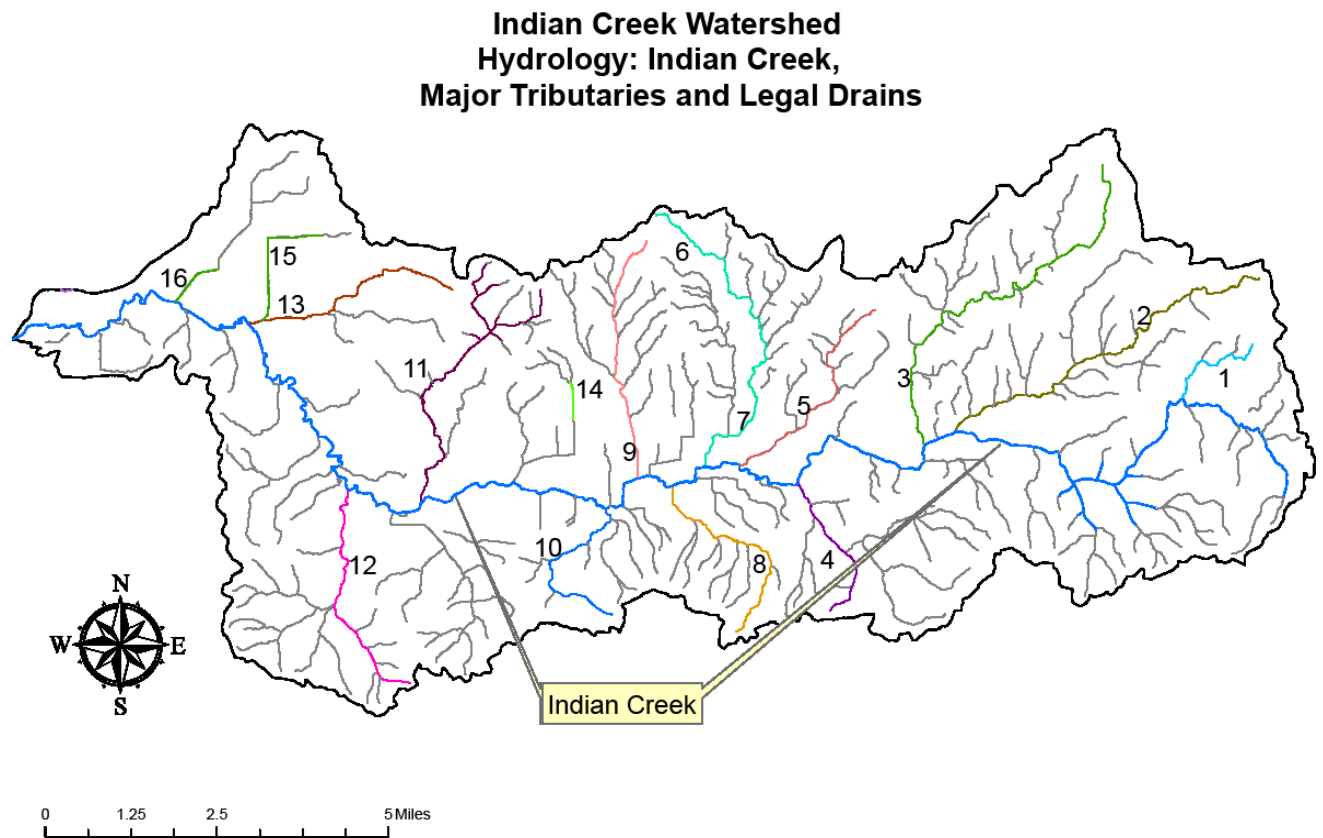 Indian Creek Watershed
Hydrology: Indian Creek,
Major Tributaries and Legal Drains
6
15
16
13
2
11
14
3
1
5
7
9
10
12
8
4
N
W
E
S
Indian Creek
0 1.25 2.5 5 Miles